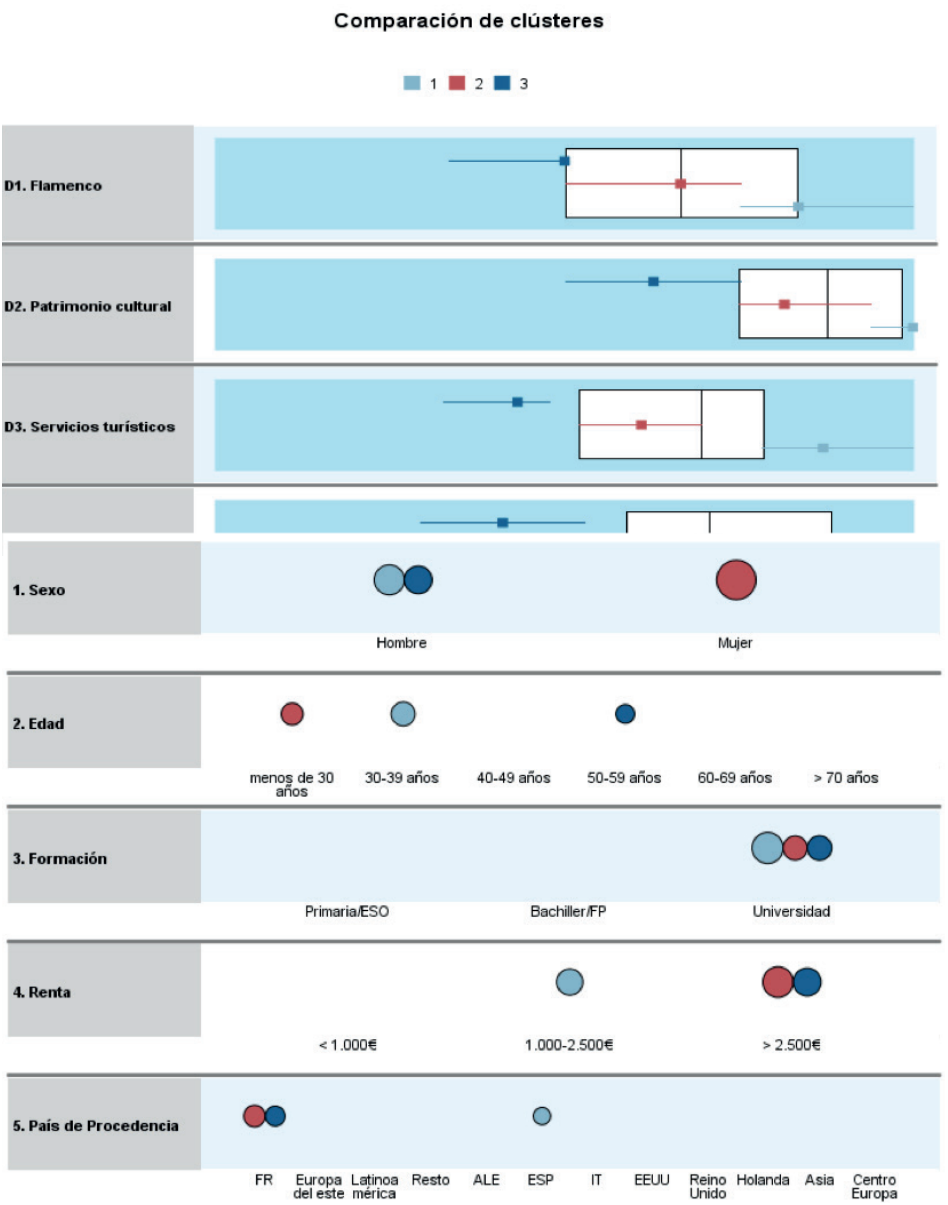 Comparación de clústeres
1 2 3
D1. Flamenco
D2. Patrimonio cultural
D3. Servicios turísticos
1. Sexo
Hombre Mujer
2. Edad
menos de 30 años 30-39 años 40-49 años 50-59 años 60-69 años > 70 años
3. Formación
Primaria/ESO Bachiller/FP Universidad
4. Renta
< 1.000€ 1.000-2.500€ > 2.500€
5. País de Procedencia
FR Europa del este Latinoa mérica Resto ALE ESP IT EEUU Reino Unido Holanda Asia Centro Europa